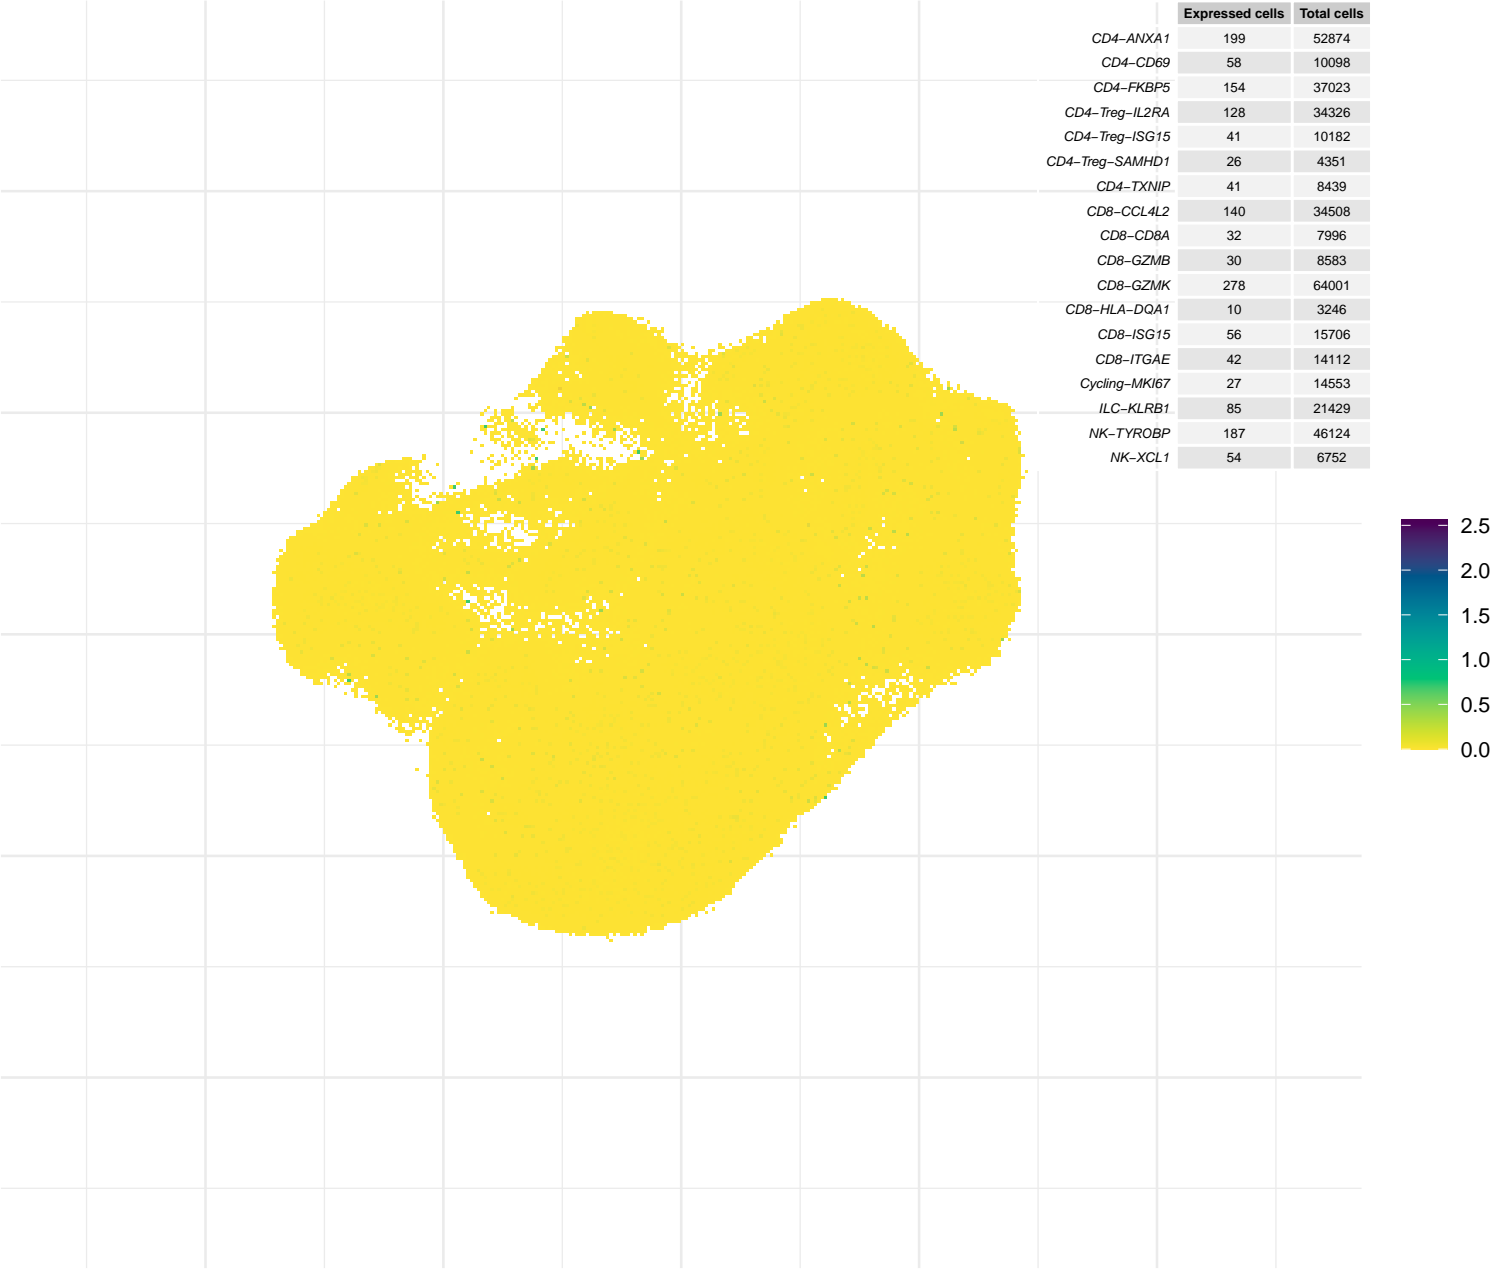 Expressed cells Total cells
CD4−ANXA1 199 52874
CD4−CD69 58 10098
CD4−FKBP5 154 37023
CD4−Treg−IL2RA 128 34326
CD4−Treg−ISG15 41 10182
CD4−Treg−SAMHD1 26 4351
CD4−TXNIP 41 8439
CD8−CCL4L2 140 34508
CD8−CD8A 32 7996
CD8−GZMB 30 8583
CD8−GZMK 278 64001
CD8−HLA−DQA1 10 3246
CD8−ISG15 56 15706
CD8−ITGAE 42 14112
Cycling−MKI67 27 14553
ILC−KLRB1 85 21429
NK−TYROBP 187 46124
NK−XCL1 54 6752
2.5
2.0
1.5
1.0
0.5
0.0